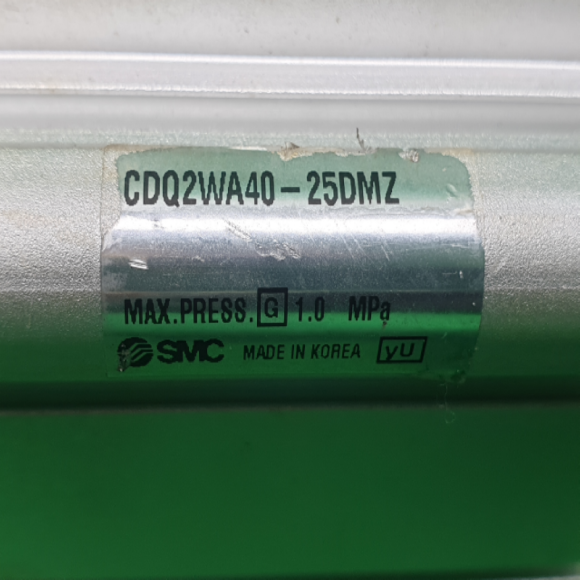 CDQ2WA40-25DMZ
MAX.PRESS. G 1.0 MPa
SMC MADE IN KOREA yU